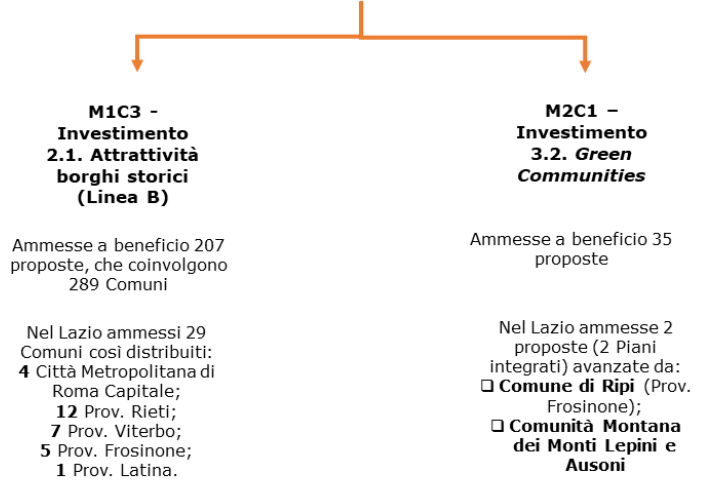 M1C3 -
Investimento
2.1. Attrattività
borghi storici
(Linea B)
Ammesse a beneficio 207
proposte, che coinvolgono
289 Comuni
Nel Lazio ammessi 29
Comuni così distribuiti:
4 Città Metropolitana di
Roma Capitale;
12 Prov. Rieti;
7 Prov. Viterbo;
5 Prov. Frosinone;
1 Prov. Latina.
M2C1 –
Investimento
3.2. Green
Communities
Ammesse a beneficio 35
proposte
Nel Lazio ammesse 2
proposte (2 Piani
integrati) avanzate da:
❑ Comune di Ripi (Prov.
Frosinone);
❑ Comunità Montana
dei Monti Lepini e
Ausoni